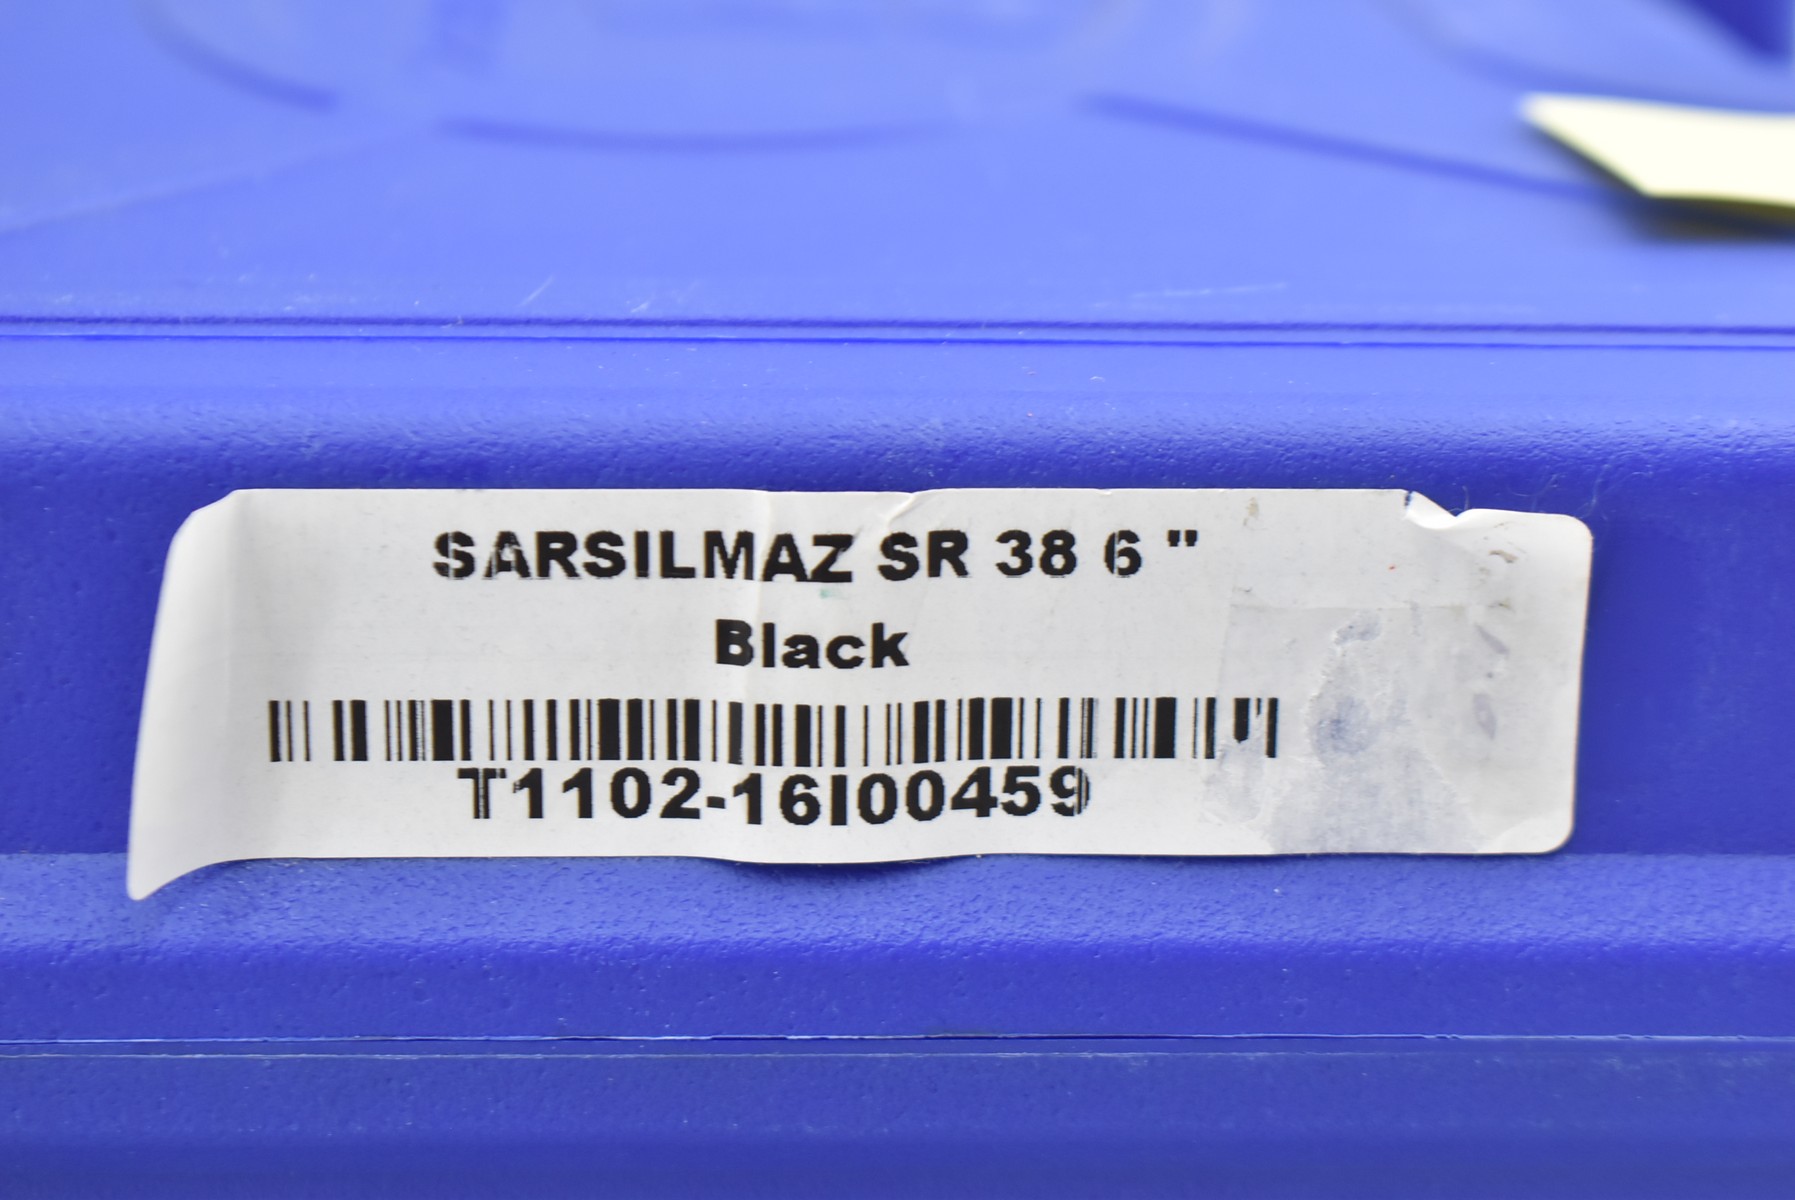 SARSILMAZ SR 38 6 "
Black
T1102-16I00459